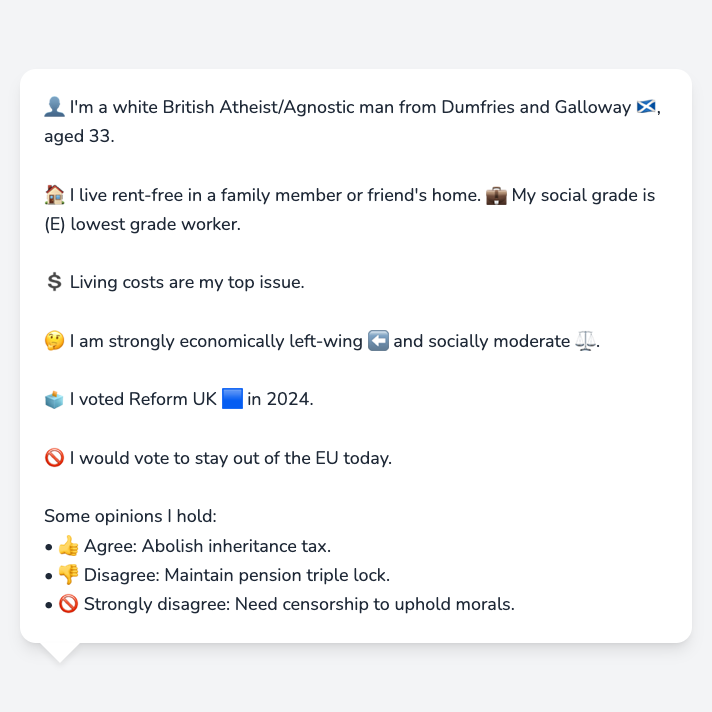 👤 I'm a white British Atheist/Agnostic man from Dumfries and Galloway 🏴󠁧󠁢󠁳󠁣󠁴󠁿,
aged 33.
🏠 I live rent-free in a family member or friend's home. 💼 My social grade is
(E) lowest grade worker.
💲 Living costs are my top issue.
🤔 I am strongly economically left-wing ⬅️ and socially moderate ⚖️.
🗳️ I voted Reform UK 🟦 in 2024.
🚫 I would vote to stay out of the EU today.
Some opinions I hold:
• 👍 Agree: Abolish inheritance tax.
• 👎 Disagree: Maintain pension triple lock.
• 🚫 Strongly disagree: Need censorship to uphold morals.